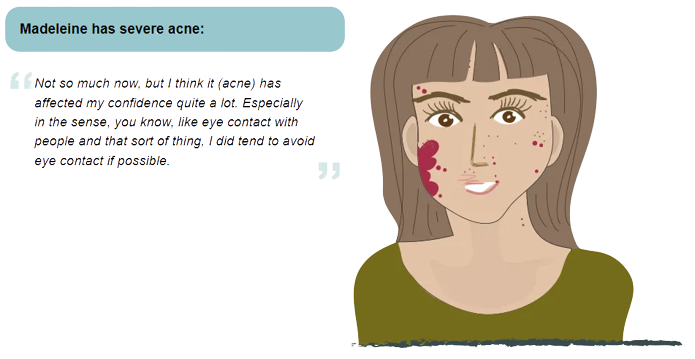 Madeleine has severe acne:
“Not so much now, but I think it (acne) has
affected my confidence quite a lot. Especially
in the sense, you know, like eye contact with
people and that sort of thing, I did tend to avoid
eye contact if possible.”